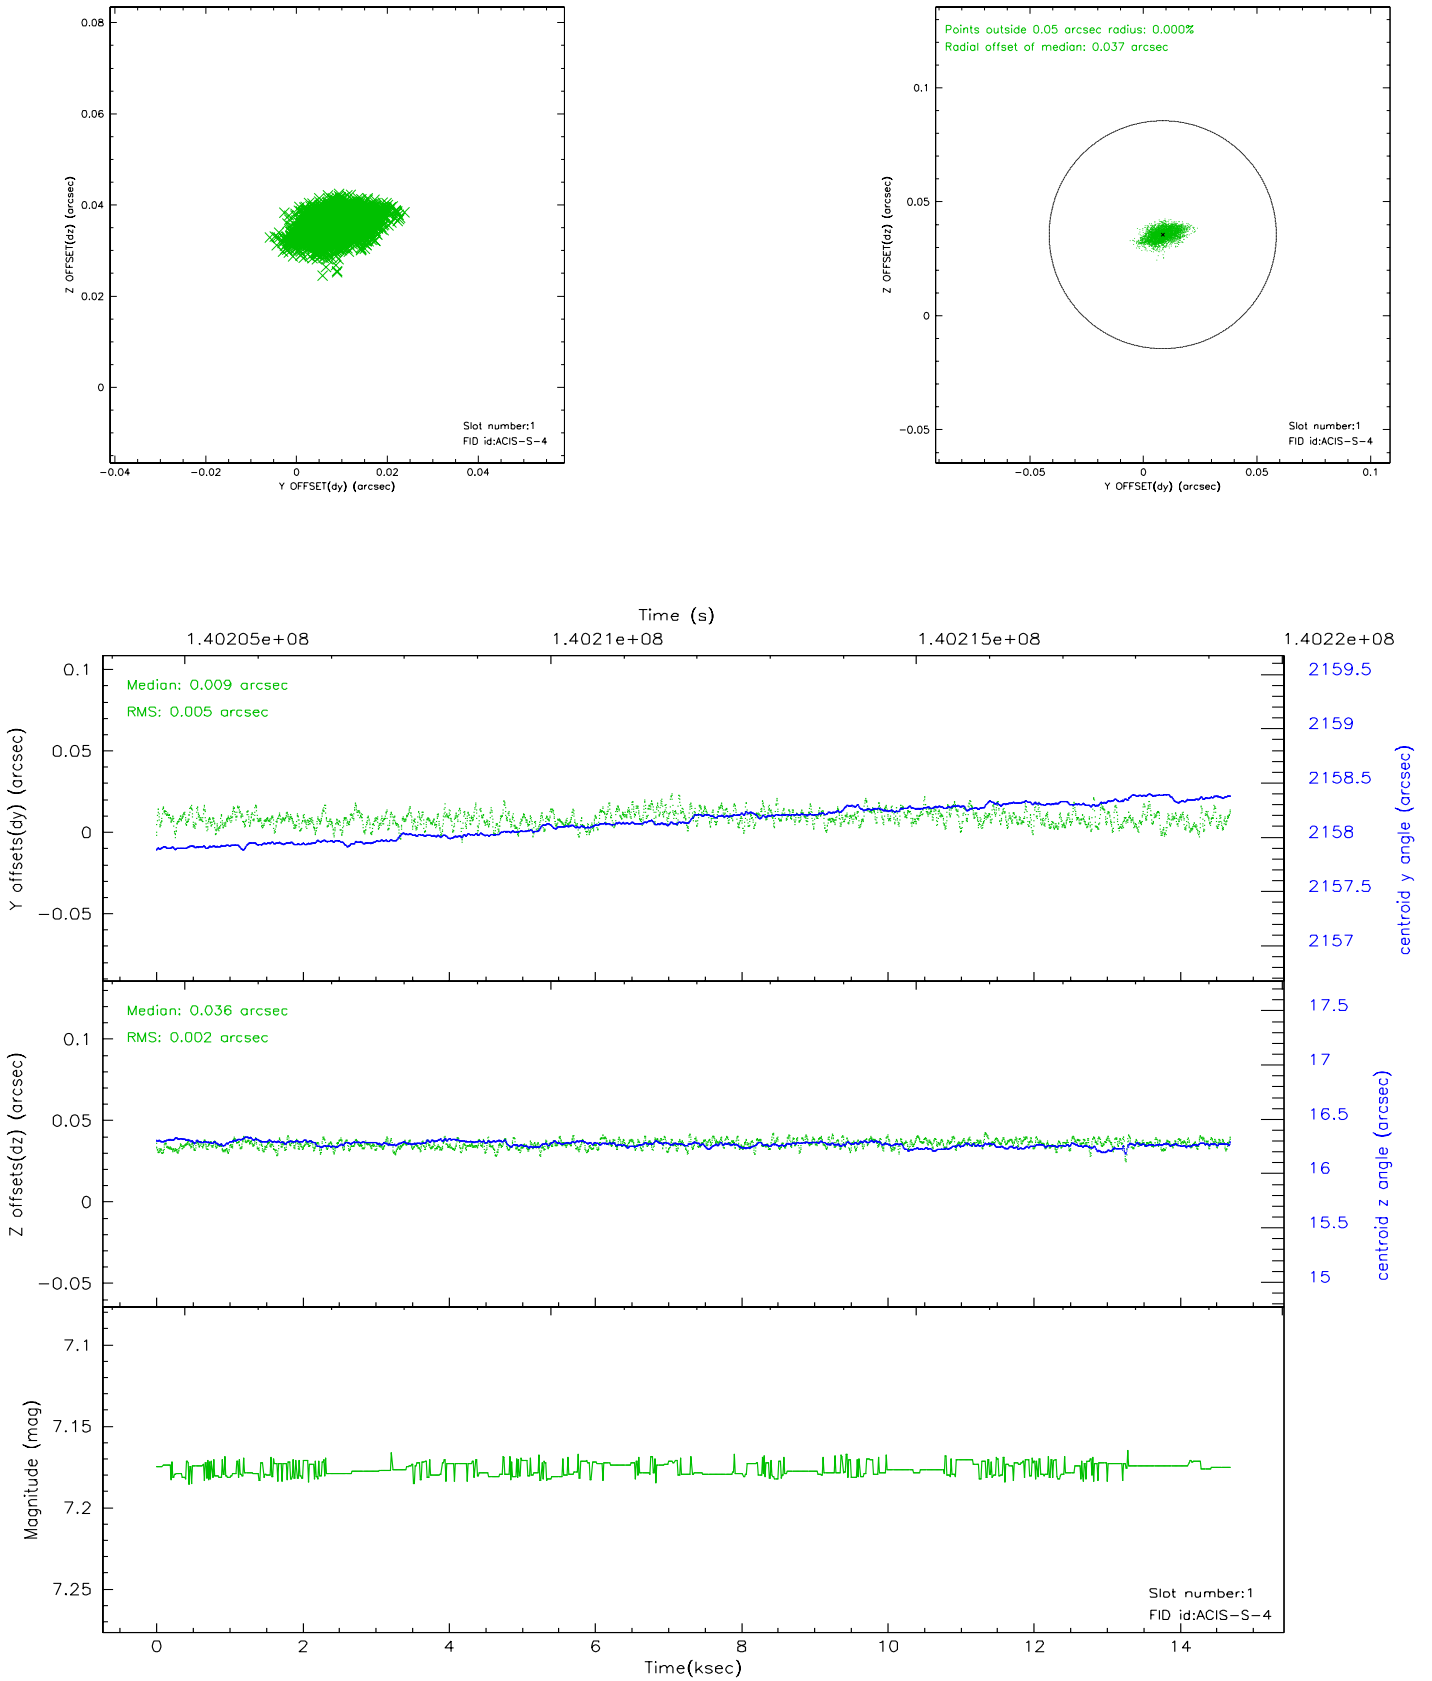 0.08
0.06
0.04
0.02
0
Z OFFSET(dz) (arcsec)
Slot number:1
FID id:ACIS-S-4
-0.04
-0.02
0
0.02
0.04
Y OFFSET(dy) (arcsec)
Points outside 0.05 arcsec radius: 0.000%
Radial offset of median: 0.037 arcsec
0.1
0.05
0
-0.05
Z OFFSET(dz) (arcsec)
Slot number:1
FID id:ACIS-S-4
-0.05
0
0.05
0.1
Y OFFSET(dy) (arcsec)
Time (s)
1.40205e+08
1.4021e+08
1.40215e+08
1.4022e+08
Median: 0.009 arcsec
RMS: 0.005 arcsec
0.1
0.05
0
-0.05
Y offsets(dy) (arcsec)
2159.5
2159
2158.5
2158
2157.5
2157
centroid y angle (arcsec)
Median: 0.036 arcsec
RMS: 0.002 arcsec
0.1
0.05
0
-0.05
Z offsets(dz) (arcsec)
17.5
17
16.5
16
15.5
15
centroid z angle (arcsec)
7.1
7.15
7.2
7.25
Magnitude (mag)
Slot number:1
FID id:ACIS-S-4
0
2
4
6
8
10
12
14
Time(ksec)